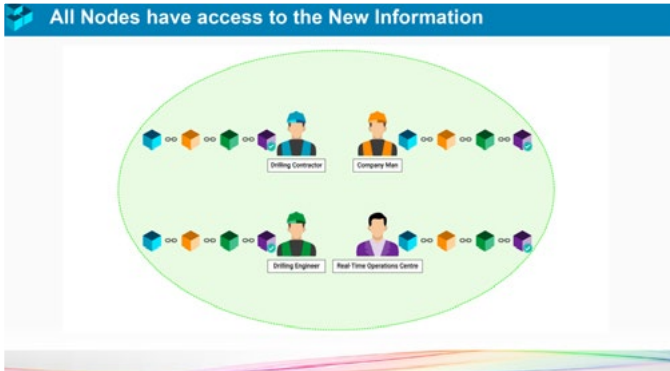 All Nodes have access to the New Information
Drilling Contractor
Company Man
Drilling Engineer
Real Time Operations Centre